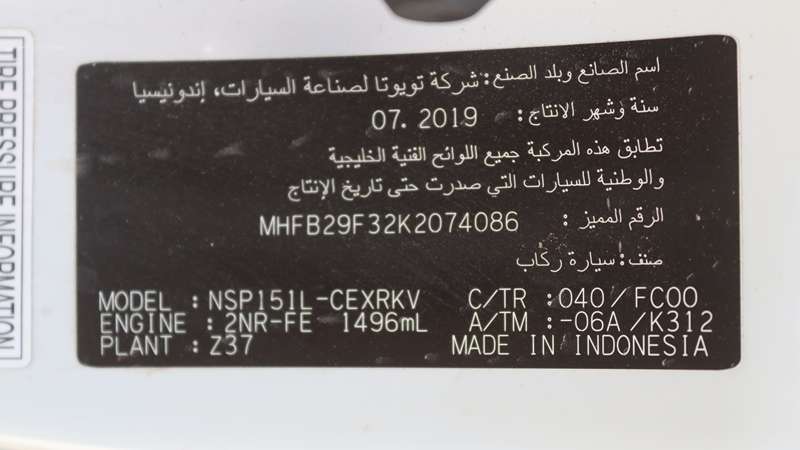 اسم الصانع وبلد الصنع: شركة تويوتا لصناعة السيارات، إندونيسيا
سنة وشهر الإنتاج: 07. 2019
تطابق هذه المركبة جميع اللوائح الفنية الخليجية
والوطنية للسيارات التي صدرت حتى تاريخ الإنتاج
الرقم المميز : MHFB29F32K2074086
صنف: سيارة ركاب
MODEL : NSP151L-CEXRKV C/TR :040/FC00
ENGINE : 2NR-FE 1496mL A/TM :-06A/K312
PLANT : Z37 MADE IN INDONESIA
TIRE PRESSURE INFORMATION